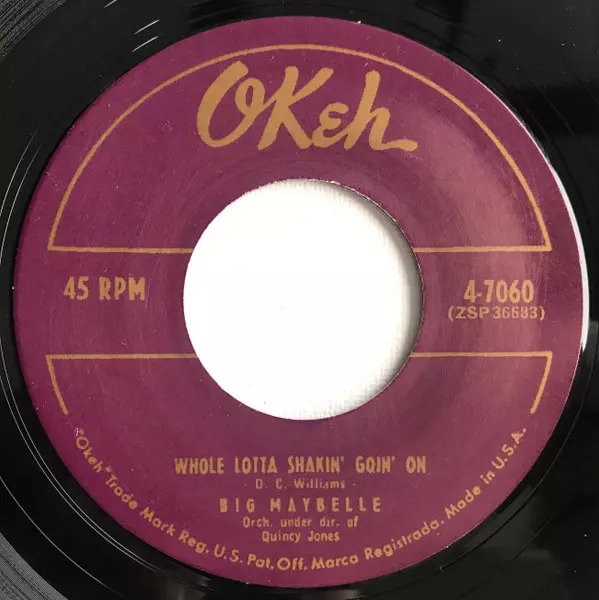 OKeh
45 RPM
4-7060
(ZSP 36683)
WHOLE LOTTA SHAKIN' GOIN' ON
- D. C. Williams -
BIG MAYBELLE
Orch. under dir. of
Quincy Jones
"Okeh" Trade Mark Reg. U.S. Pat. Off. Marca Registrada. Made in U.S.A.